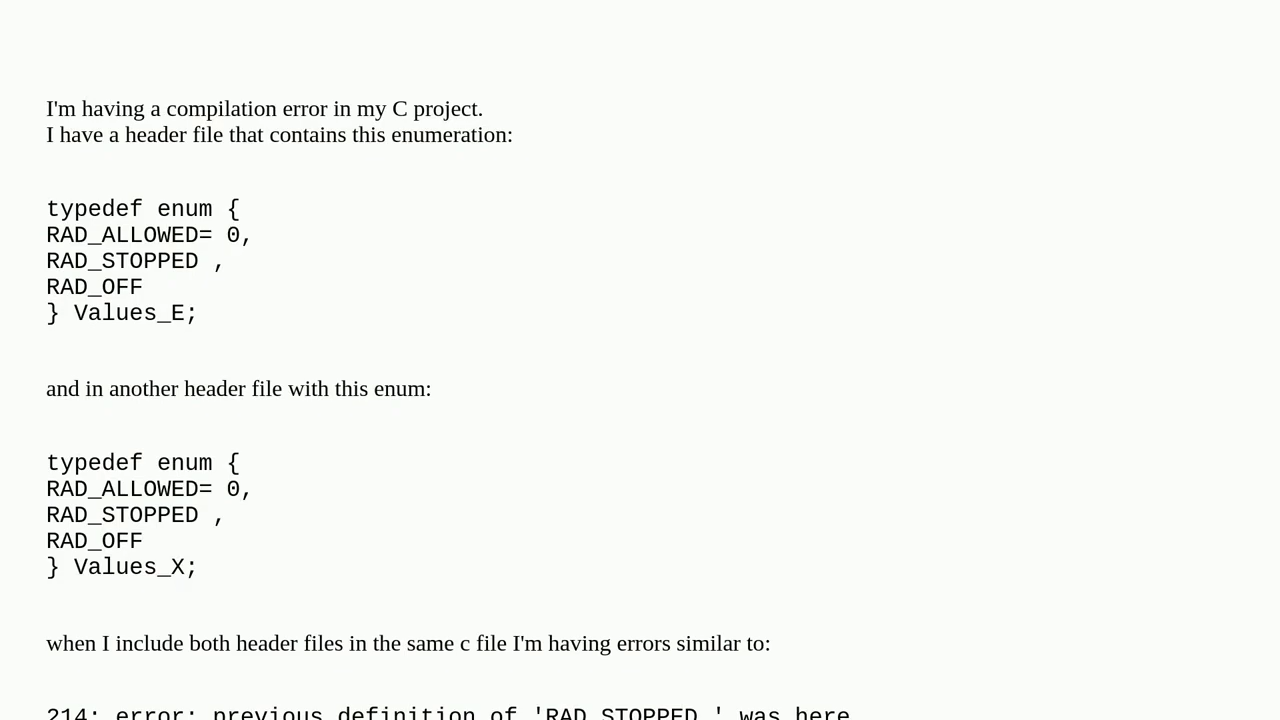 I'm having a compilation error in my C project.
I have a header file that contains this enumeration:
typedef enum {
RAD_ALLOWED= 0,
RAD_STOPPED ,
RAD_OFF
} Values_E;
and in another header file with this enum:
typedef enum {
RAD_ALLOWED= 0,
RAD_STOPPED ,
RAD_OFF
} Values_X;
when I include both header files in the same c file I'm having errors similar to:
214: error: previous definition of 'RAD_STOPPED ' was here